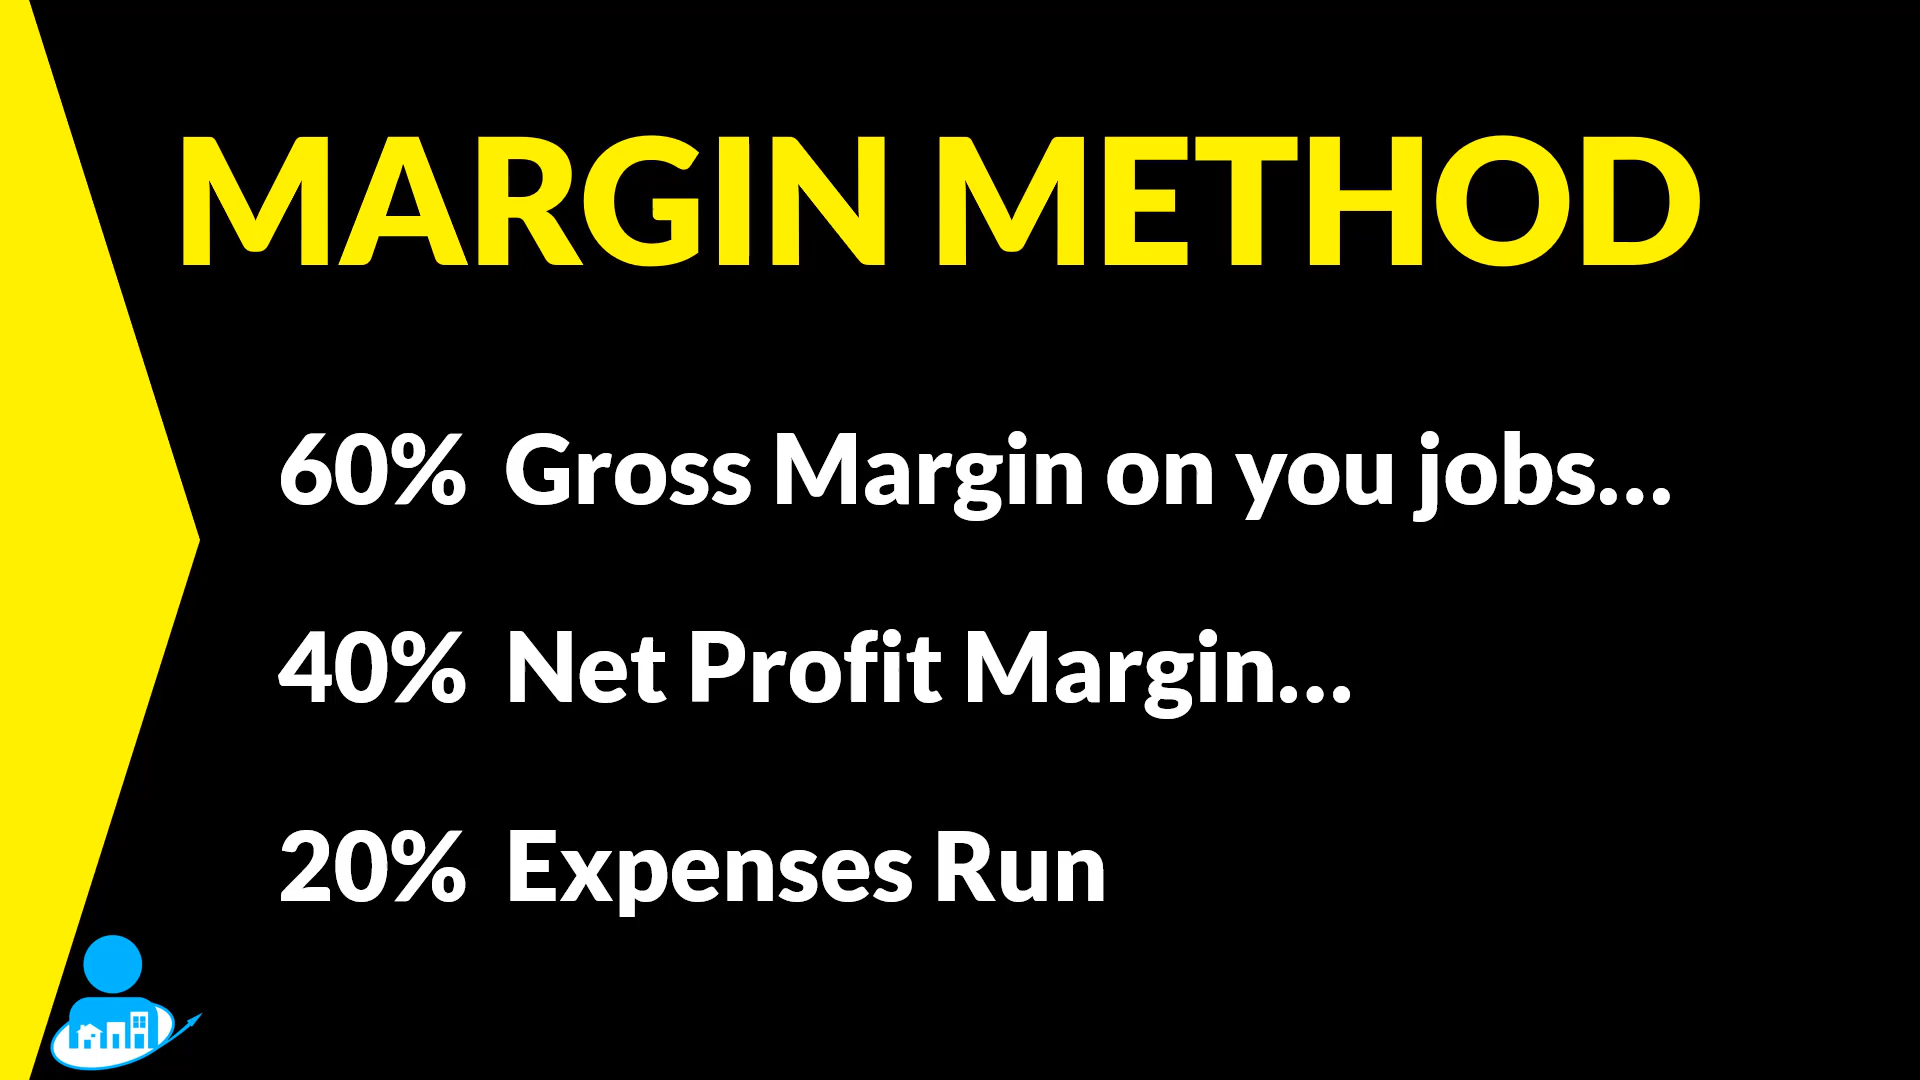 MARGIN METHOD
60% Gross Margin on you jobs...
40% Net Profit Margin...
20% Expenses Run